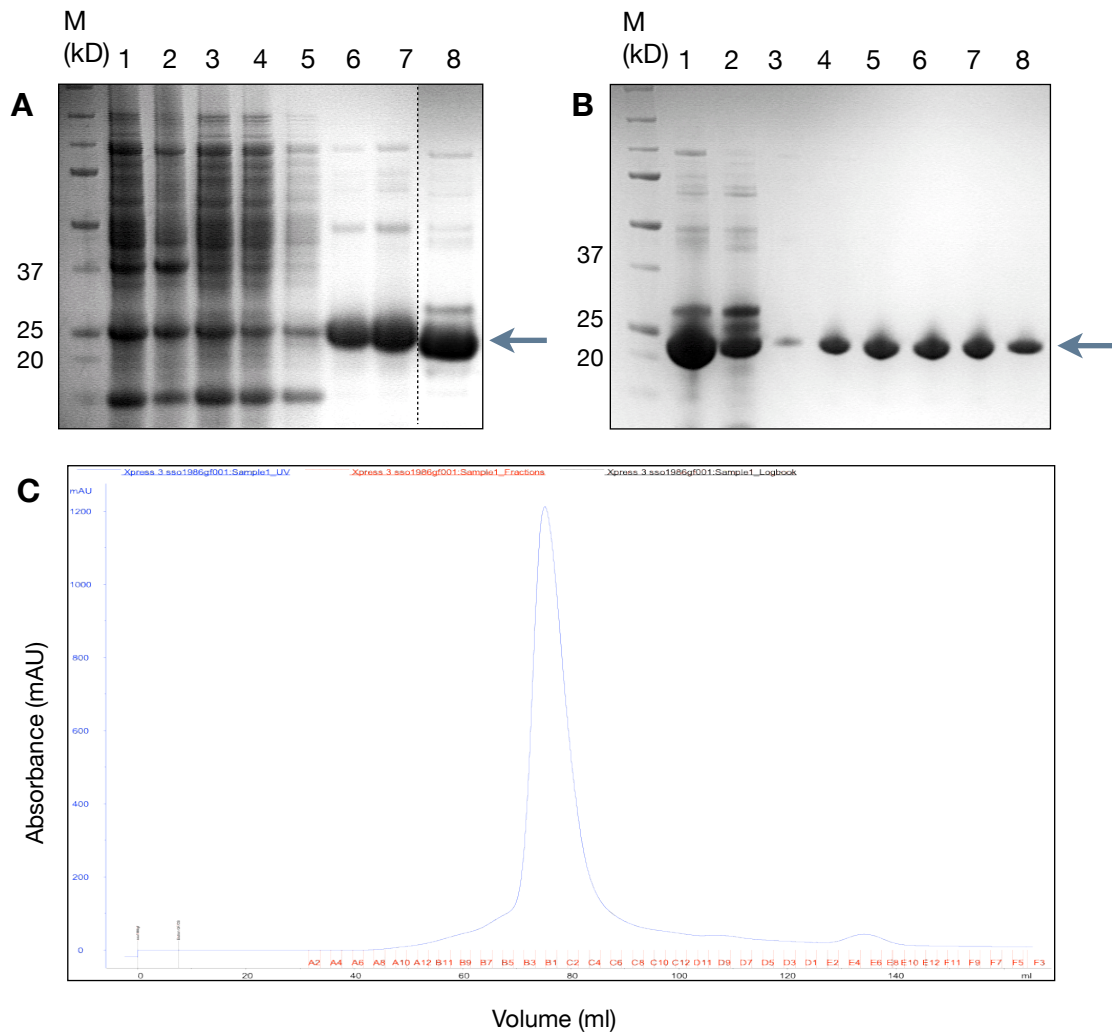 M
(kD) 1 2 3 4 5 6 7 8
A
37
25
20
M
(kD) 1 2 3 4 5 6 7 8
B
37
25
20
C
Xpress 3 sso1986gf001:Sample1_UV Xpress 3 sso1986gf001:Sample1_Fractions Xpress 3 sso1986gf001:Sample1_Logbook
mAU
1200
1000
800
600
400
200
0
A2 A4 A6 A8 A10 A12 B11 B9 B7 B5 B3 B1 C2 C4 C6 C8 C10 C12 D11 D9 D7 D5 D3 D1 E2 E4 E6 E8 E10 E12 F11 F9 F7 F5 F3
0 20 40 60 80 100 120 140 ml
Absorbance (mAU)
Volume (ml)